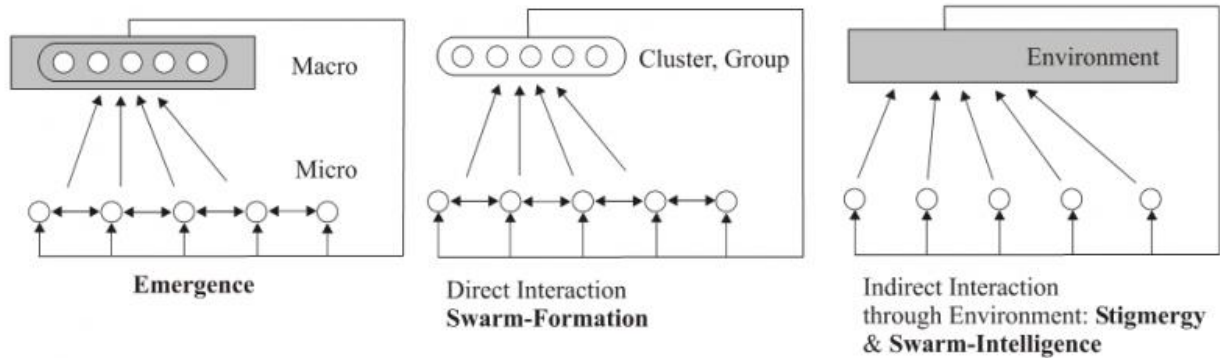 Macro
Micro
Emergence
Cluster, Group
Direct Interaction
Swarm-Formation
Environment
Indirect Interaction
through Environment: Stigmergy
& Swarm-Intelligence